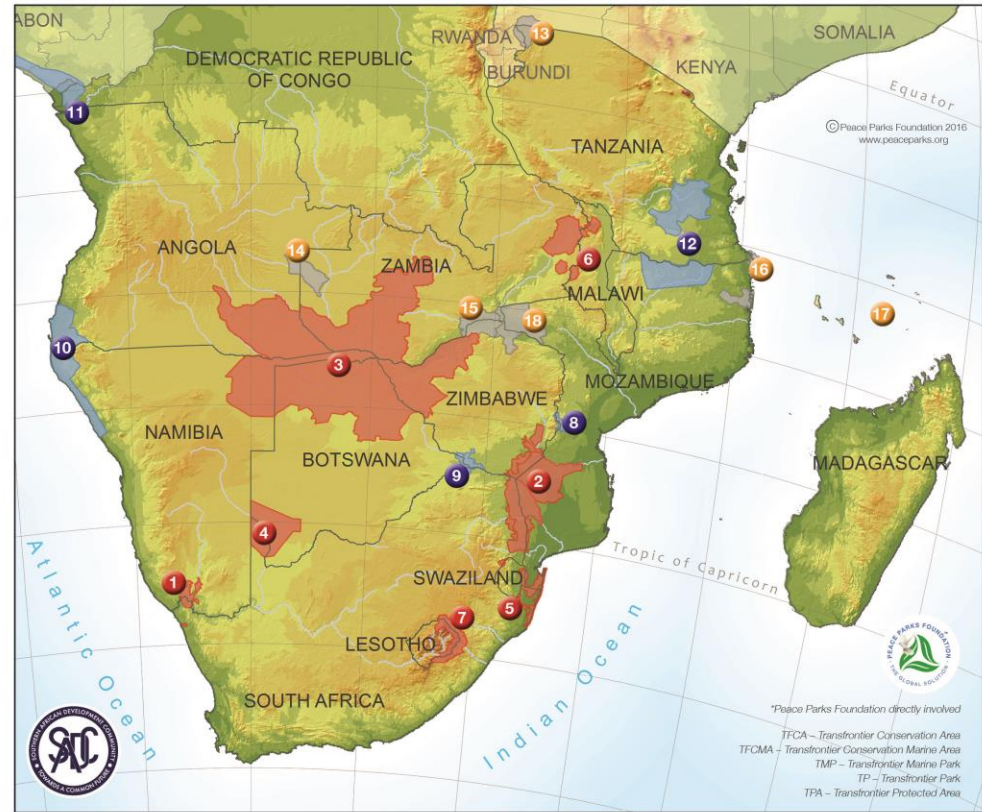 ABON
DEMOCRATIC REPUBLIC
OF CONGO
RWANDA
BURUNDI
13
KENYA
SOMALIA
Equator
© Peace Parks Foundation 2016
www.peaceparks.org
11
TANZANIA
ANGOLA
14
ZAMBIA
6
12
16
MALAWI
15
18
17
10
3
MOZAMBIQUE
ZIMBABWE
NAMIBIA
BOTSWANA
8
9
2
MADAGASCAR
4
Tropic of Capricorn
1
SWAZILAND
5
7
LESOTHO
SOUTH AFRICA
Atlantic Ocean
Indian Ocean
PEACE PARKS FOUNDATION
THE GLOBAL SOLUTION
SOUTHERN AFRICAN DEVELOPMENT COMMUNITY
SADC
TOWARDS A COMMON FUTURE
*Peace Parks Foundation directly involved
TFCA – Transfrontier Conservation Area
TFCMA – Transfrontier Conservation Marine Area
TMP – Transfrontier Marine Park
TP – Transfrontier Park
TPA – Transfrontier Protected Area